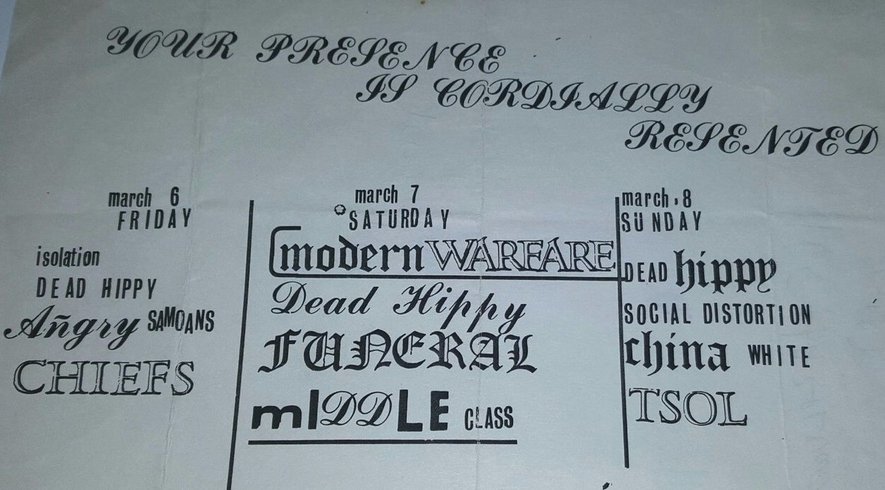 YOUR PRESENCE
IS CORDIALLY
RESENTED
march 6
FRIDAY
isolation
DEAD HIPPY
Añgry SAMOANS
CHIEFS
march 7
SATURDAY
modern WARFARE
Dead Hippy
FUNERAL
mIDDLE CLASS
march. 8
SUNDAY
DEAD hippy
SOCIAL DISTORTION
china WHITE
TSOL